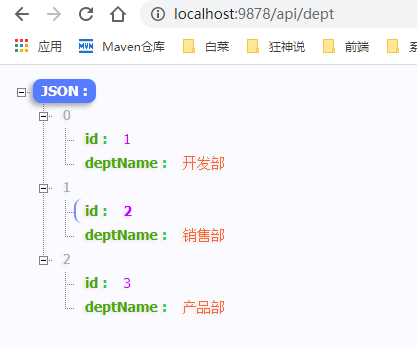 localhost:9878/api/dept
应用 MVN Maven仓库 白菜 狂神说 前端
JSON :
0
id : 1
deptName : 开发部
1
id : 2
deptName : 销售部
2
id : 3
deptName : 产品部